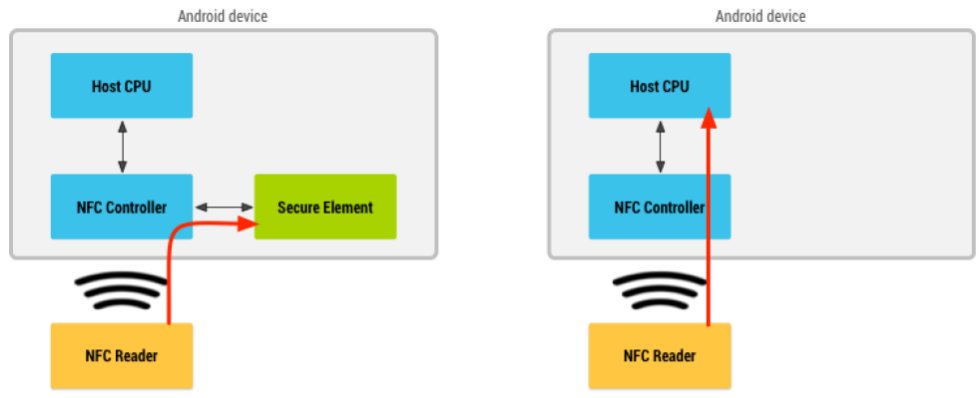 Android device
Host CPU
NFC Controller
Secure Element
NFC Reader
Android device
Host CPU
NFC Controller
NFC Reader